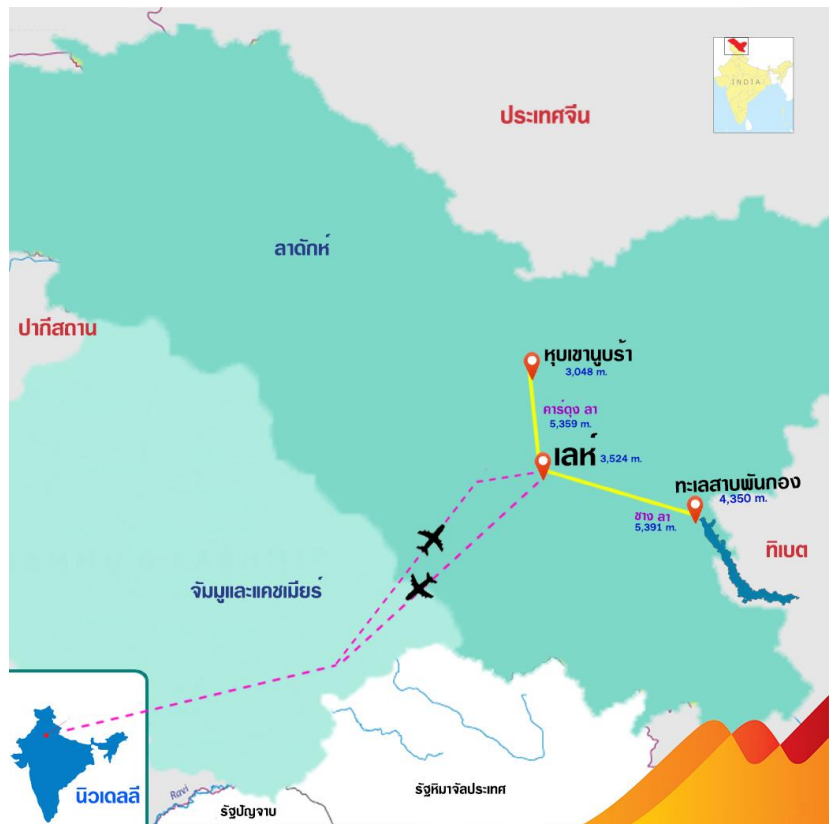 ประเทศจีน
INDIA
ลาดักห์
ปากีสถาน
หุบเขานูบร้า
3,048 m.
คาร์ดุง ลา
5,359 m.
เลห์ 3,524 m.
ทะเลสาบพันกอง
4,350 m.
ชาง ลา
5,391 m.
ทิเบต
จัมมูและแคชเมียร์
นิวเดลลี
Ravi
รัฐปัญจาบ
รัฐหิมาจัลประเทศ